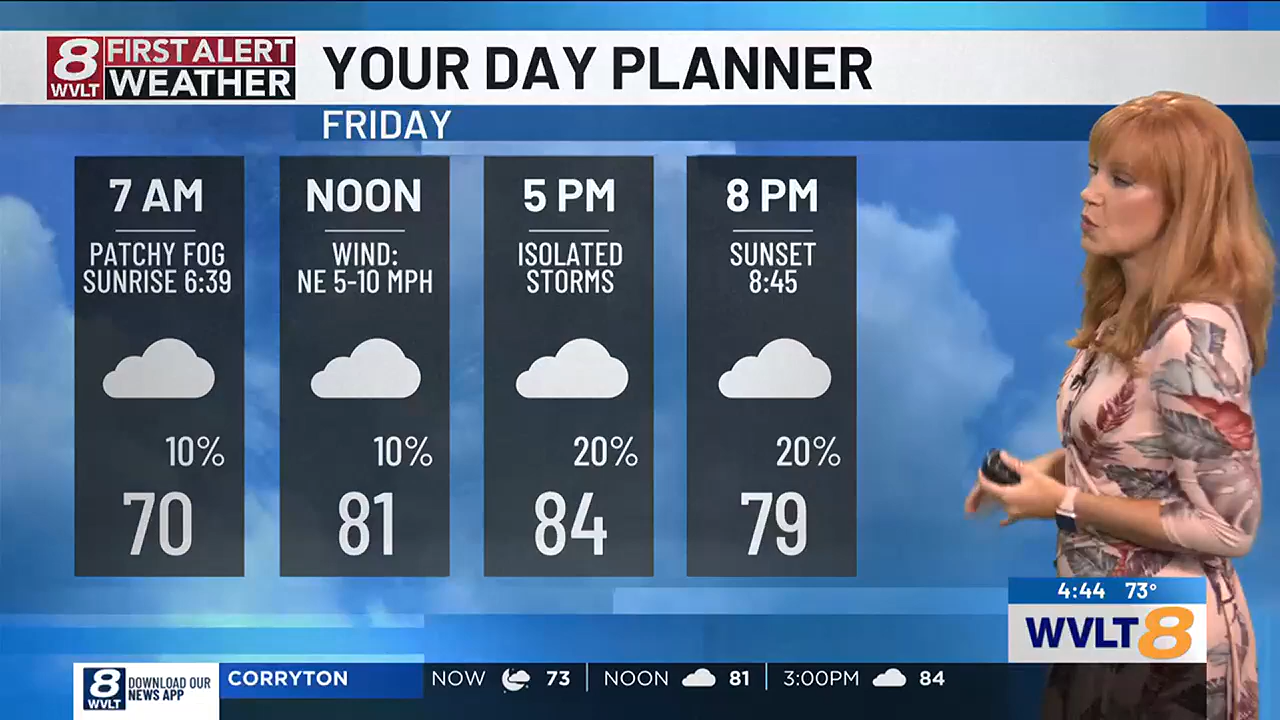 8 WVLT FIRST ALERT WEATHER
YOUR DAY PLANNER
FRIDAY
7 AM
PATCHY FOG
SUNRISE 6:39
10%
70
NOON
WIND:
NE 5-10 MPH
10%
81
5 PM
ISOLATED
STORMS
20%
84
8 PM
SUNSET
8:45
20%
79
4:44 73°
WVLT8
8 WVLT
DOWNLOAD OUR
NEWS APP
CORRYTON
NOW 73 NOON 81 3:00PM 84